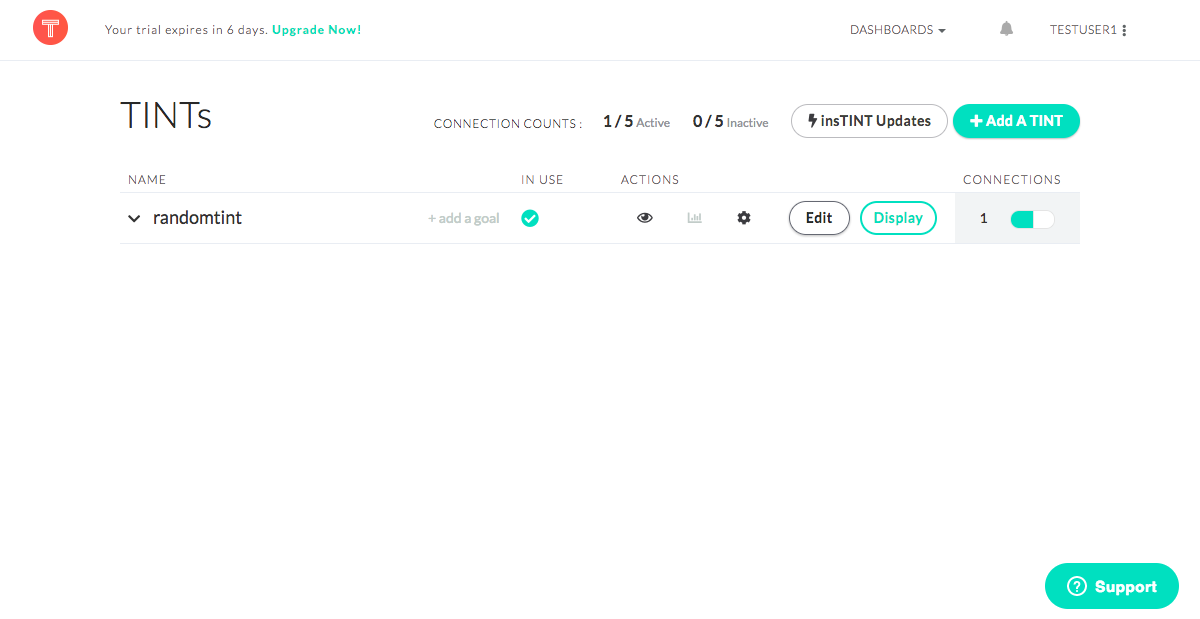 T
Your trial expires in 6 days. Upgrade Now!
DASHBOARDS
TESTUSER1
TINTs
CONNECTION COUNTS :
1 / 5 Active
0 / 5 Inactive
insTINT Updates
+ Add A TINT
NAME
IN USE
ACTIONS
CONNECTIONS
randomtint
+ add a goal
Edit
Display
1
? Support